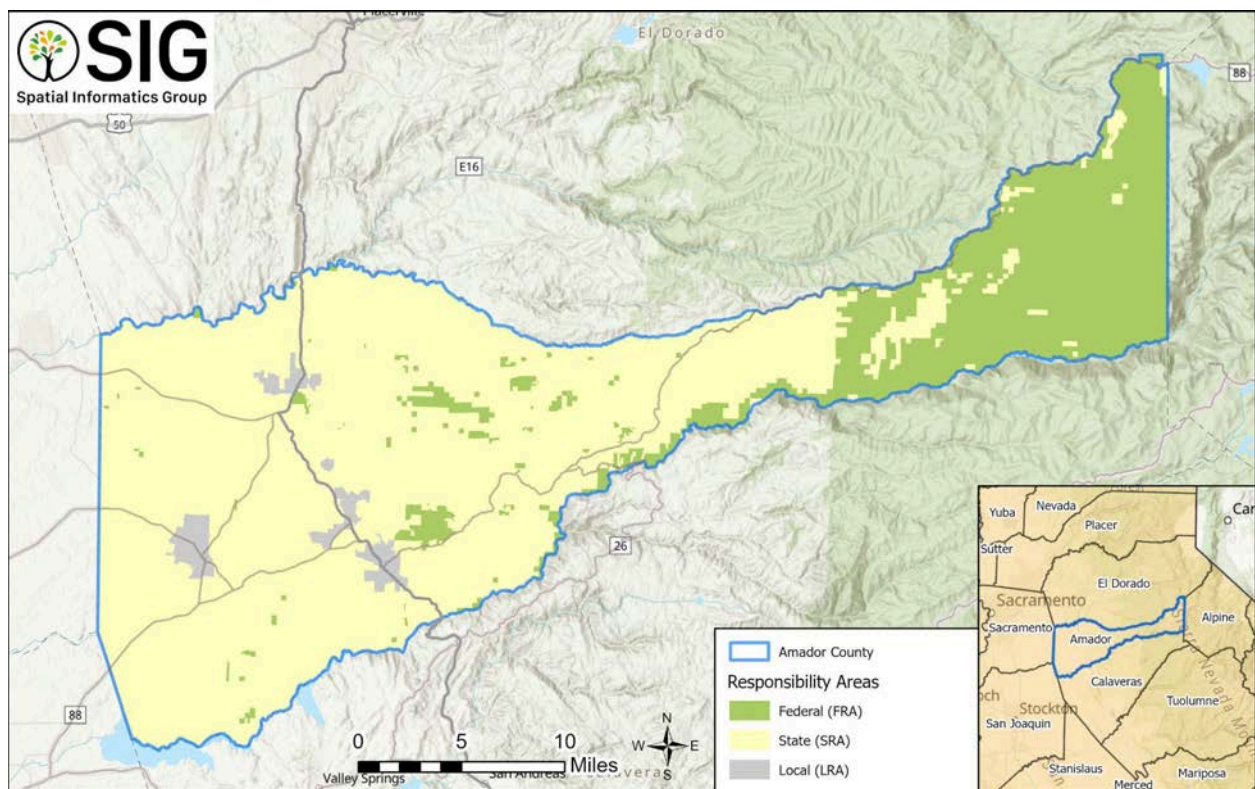 Placerville
SIG
Spatial Informatics Group
El Dorado
88
50
E16
26
88
Amador County
Responsibility Areas
Federal (FRA)
State (SRA)
Local (LRA)
N
W E
S
0 5 10
Miles
Valley Springs
San Andreas
Calaveras
Nevada
Yuba
Placer
Sutter
El Dorado
Sacramento
Sacramento
Amador
Alpine
Calaveras
Tuolumne
Stockton
San Joaquin
Stanislaus
Merced
Mariposa